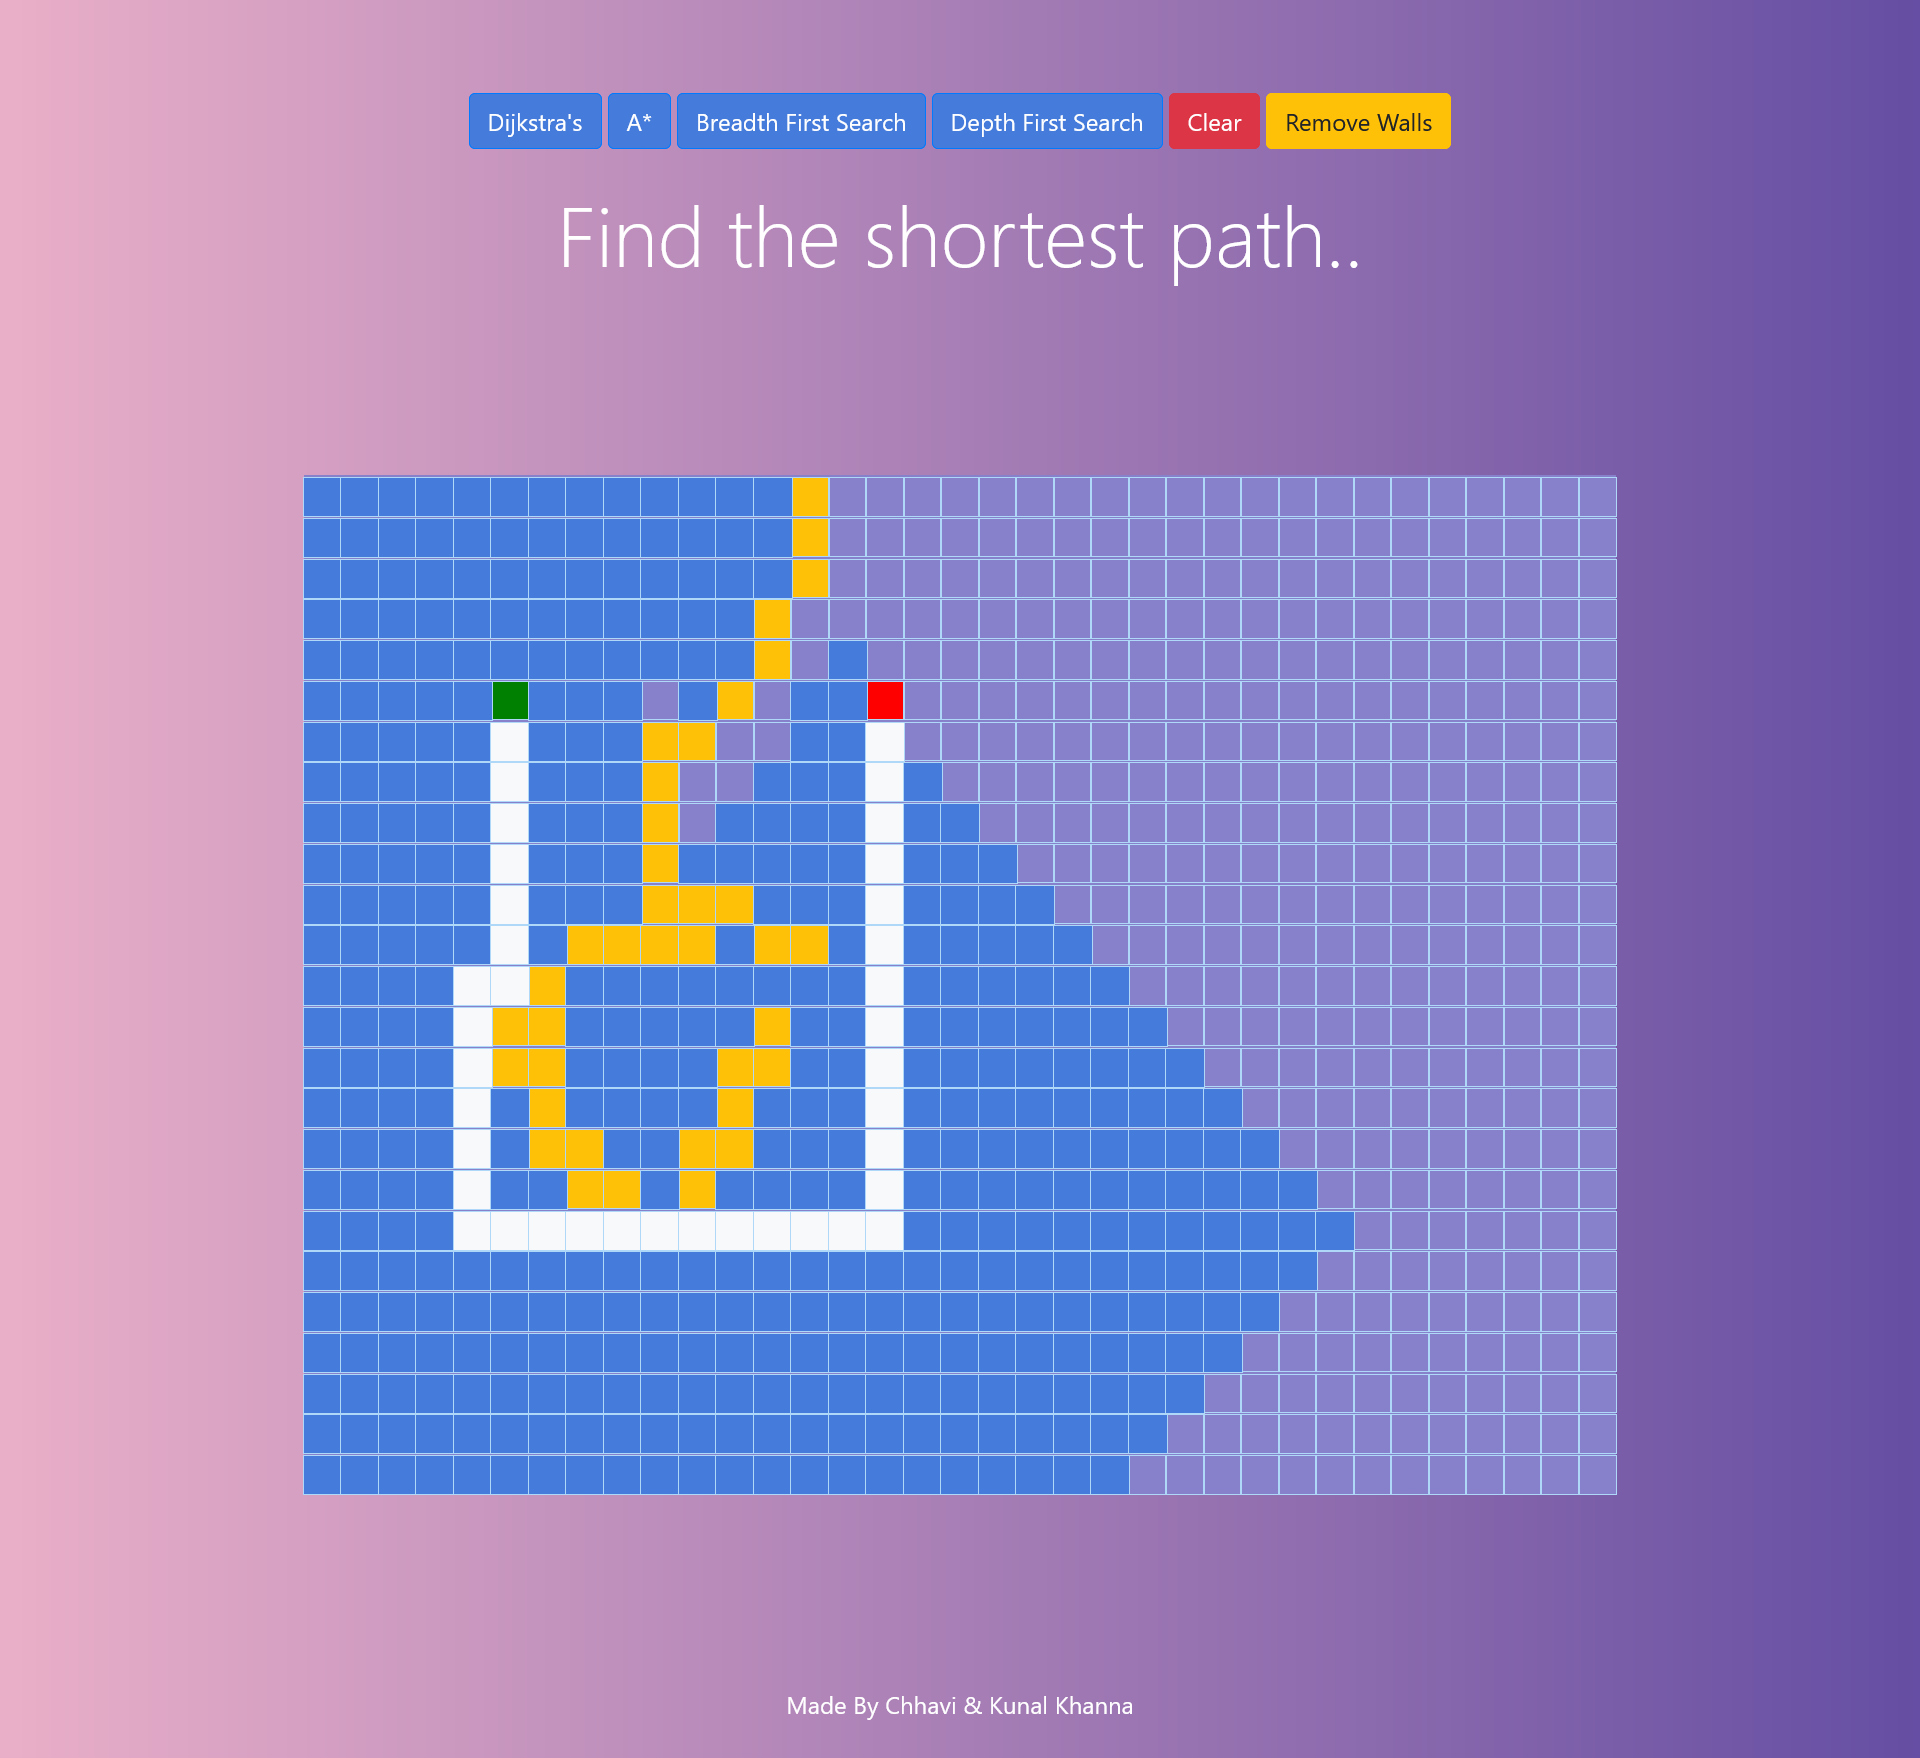 Dijkstra's A* Breadth First Search Depth First Search Clear Remove Walls
Find the shortest path..
Made By Chhavi & Kunal Khanna